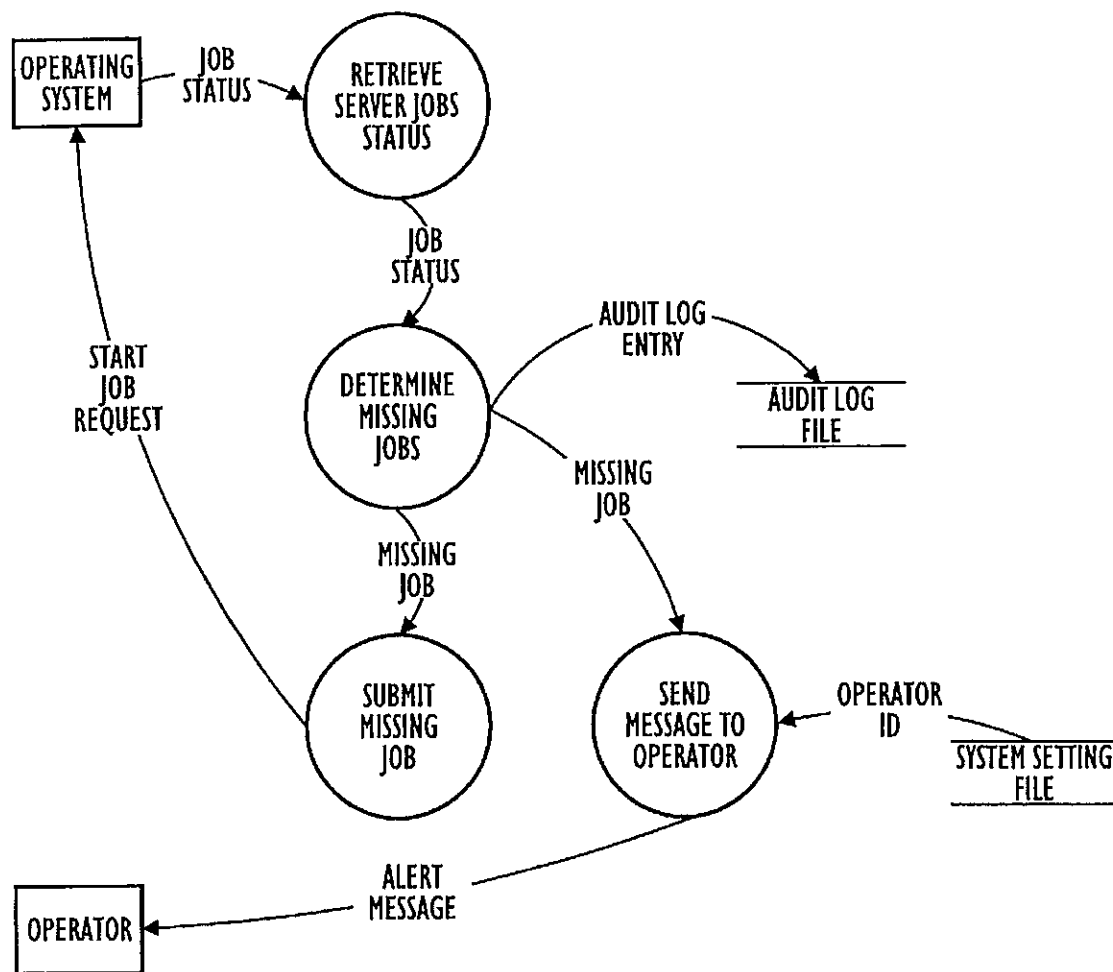 OPERATING
SYSTEM
JOB
STATUS
RETRIEVE
SERVER JOBS
STATUS
JOB
STATUS
AUDIT LOG
ENTRY
START
JOB
REQUEST
DETERMINE
MISSING
JOBS
AUDIT LOG
FILE
MISSING
JOB
MISSING
JOB
SUBMIT
MISSING
JOB
SEND
MESSAGE TO
OPERATOR
OPERATOR
ID
SYSTEM SETTING
FILE
ALERT
MESSAGE
OPERATOR